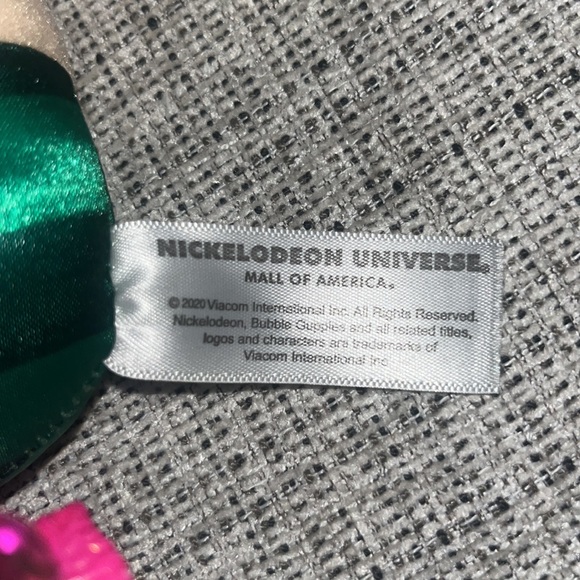 NICKELODEON UNIVERSE®
MALL OF AMERICA®
© 2020 Viacom International Inc. All Rights Reserved.
Nickelodeon, Bubble Guppies and all related titles,
logos and characters are trademarks of
Viacom International Inc